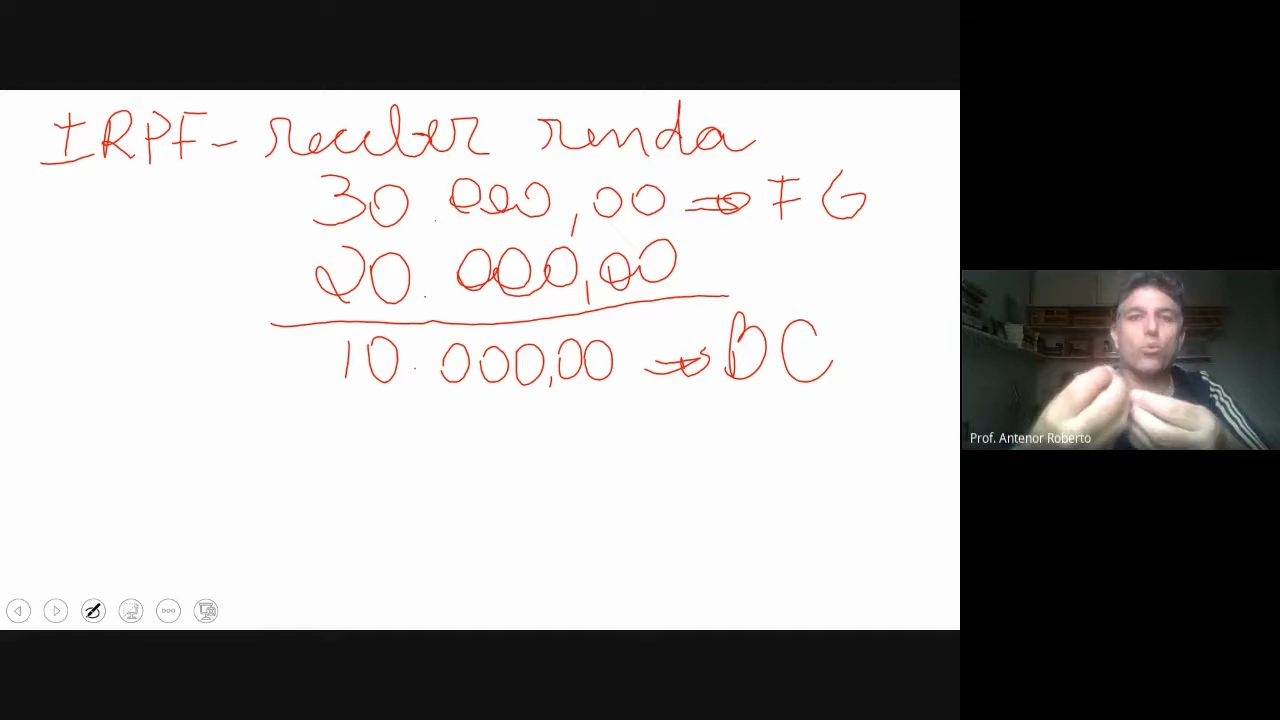 IRPF - receber renda
30.000,00 ⇒ FG
20.000,00
10.000,00 ⇒ BC
Prof. Antenor Roberto